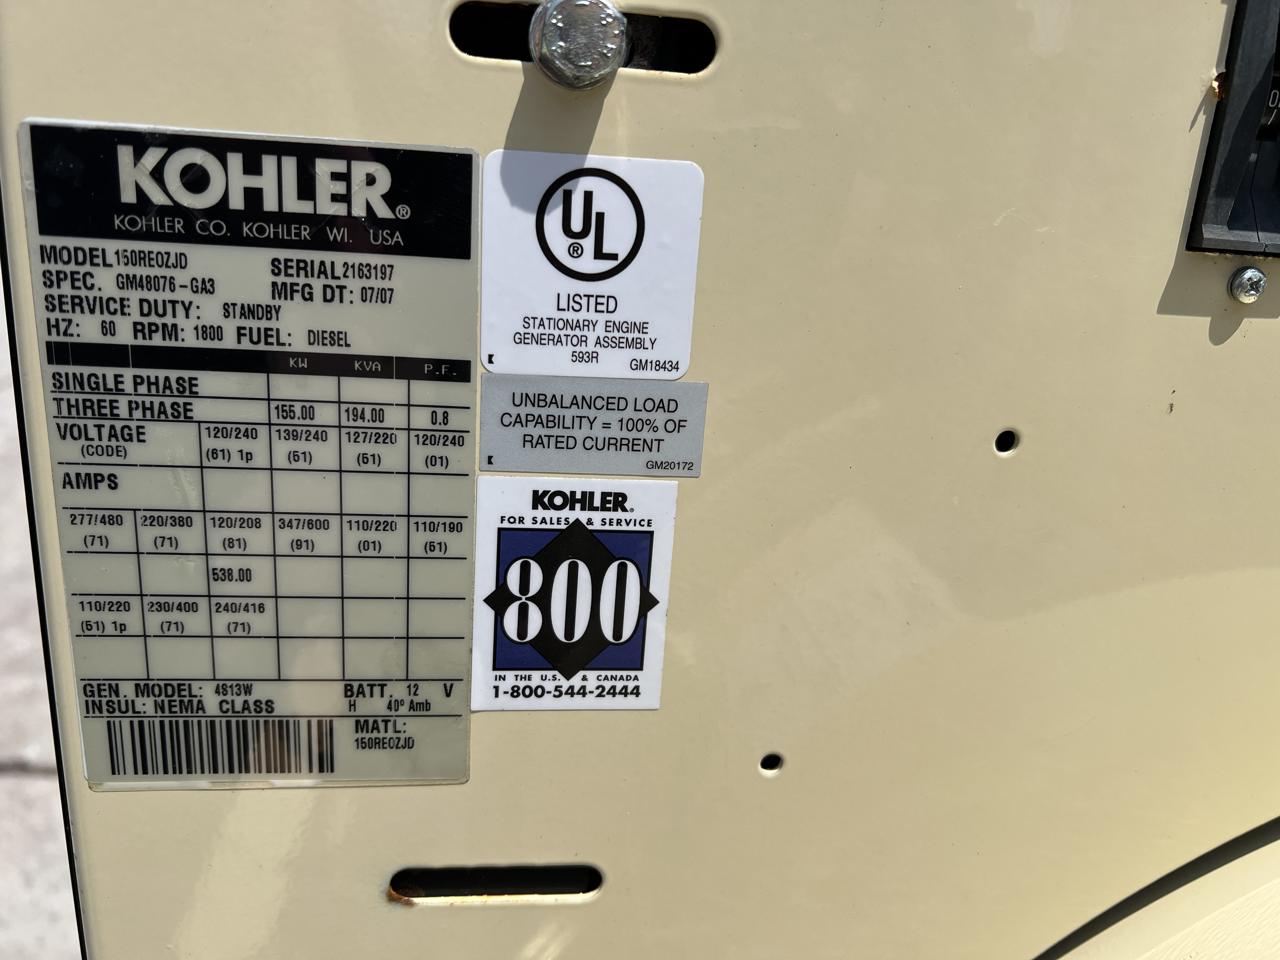 KOHLER®
KOHLER CO. KOHLER WI. USA
MODEL 150REOZJD
SERIAL 2163197
SPEC. GM48076-GA3
MFG DT: 07/07
SERVICE DUTY: STANDBY
HZ: 60 RPM: 1800 FUEL: DIESEL
KW KVA P.F.
SINGLE PHASE
THREE PHASE 155.00 194.00 0.8
VOLTAGE 120/240 139/240 127/220 120/240
(CODE) (61) 1p (51) (51) (01)
AMPS
277/480 220/380 120/208 347/600 110/220 110/190
(71) (71) (81) (91) (01) (51)
538.00
110/220 230/400 240/416
(51) 1p (71) (71)
GEN. MODEL: 4S13W BATT. 12 V
INSUL: NEMA CLASS H 40° Amb
MATL:
150REOZJD
UL
®
LISTED
STATIONARY ENGINE
GENERATOR ASSEMBLY
593R
GM18434
UNBALANCED LOAD
CAPABILITY = 100% OF
RATED CURRENT
GM20172
KOHLER®
FOR SALES & SERVICE
800
IN THE U.S. & CANADA
1-800-544-2444